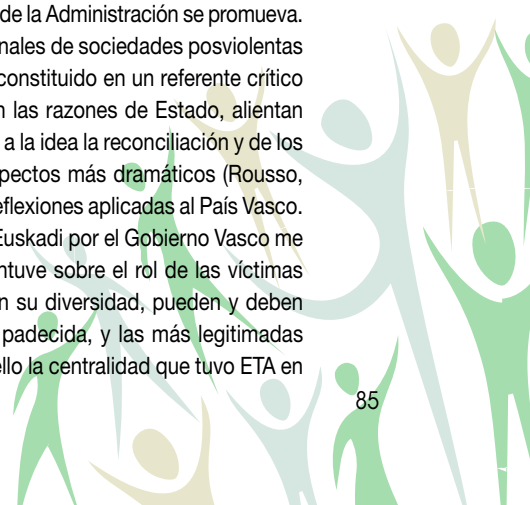 de la Administración se promueva.
nales de sociedades posviolentas
constituido en un referente crítico
n las razones de Estado, alientan
a la idea la reconciliación y de los
pectos más dramáticos (Rousso,
eflexiones aplicadas al País Vasco.
Euskadi por el Gobierno Vasco me
ntuve sobre el rol de las víctimas
n su diversidad, pueden y deben
padecida, y las más legitimadas
ello la centralidad que tuvo ETA en
85